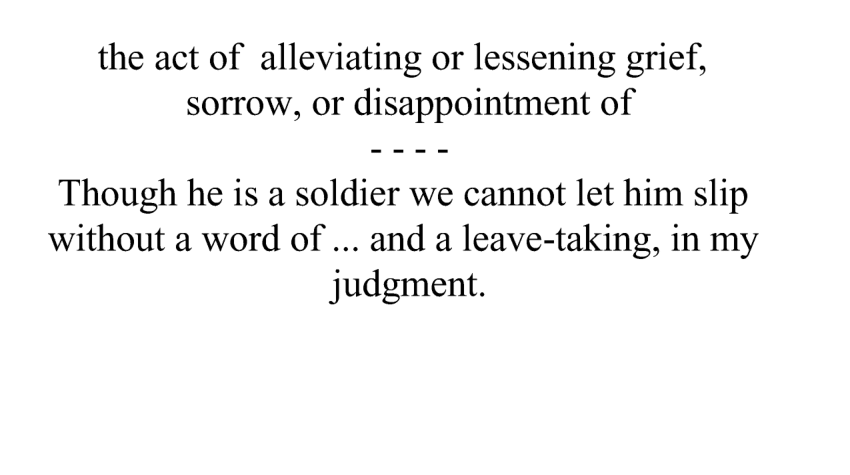 the act of  alleviating or lessening grief,
sorrow, or disappointment of
- - - -
Though he is a soldier we cannot let him slip
without a word of ... and a leave-taking, in my
judgment.